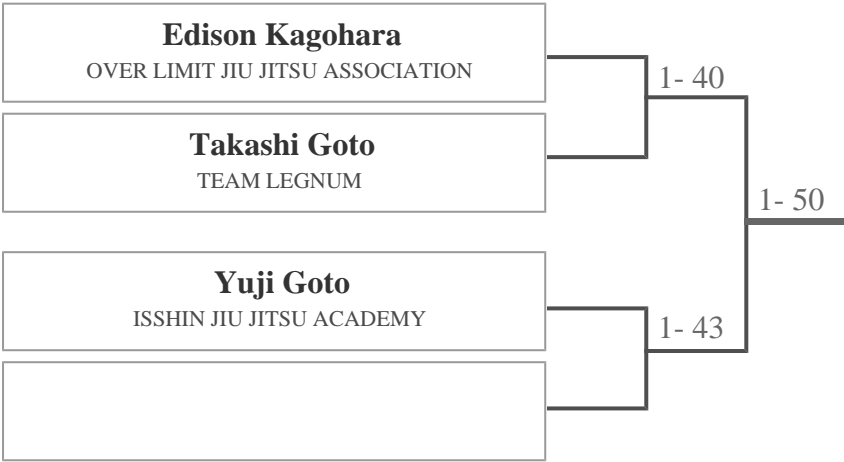 Edison Kagohara
OVER LIMIT JIU JITSU ASSOCIATION
1- 40
Takashi Goto
TEAM LEGNUM
1- 50
Yuji Goto
ISSHIN JIU JITSU ACADEMY
1- 43